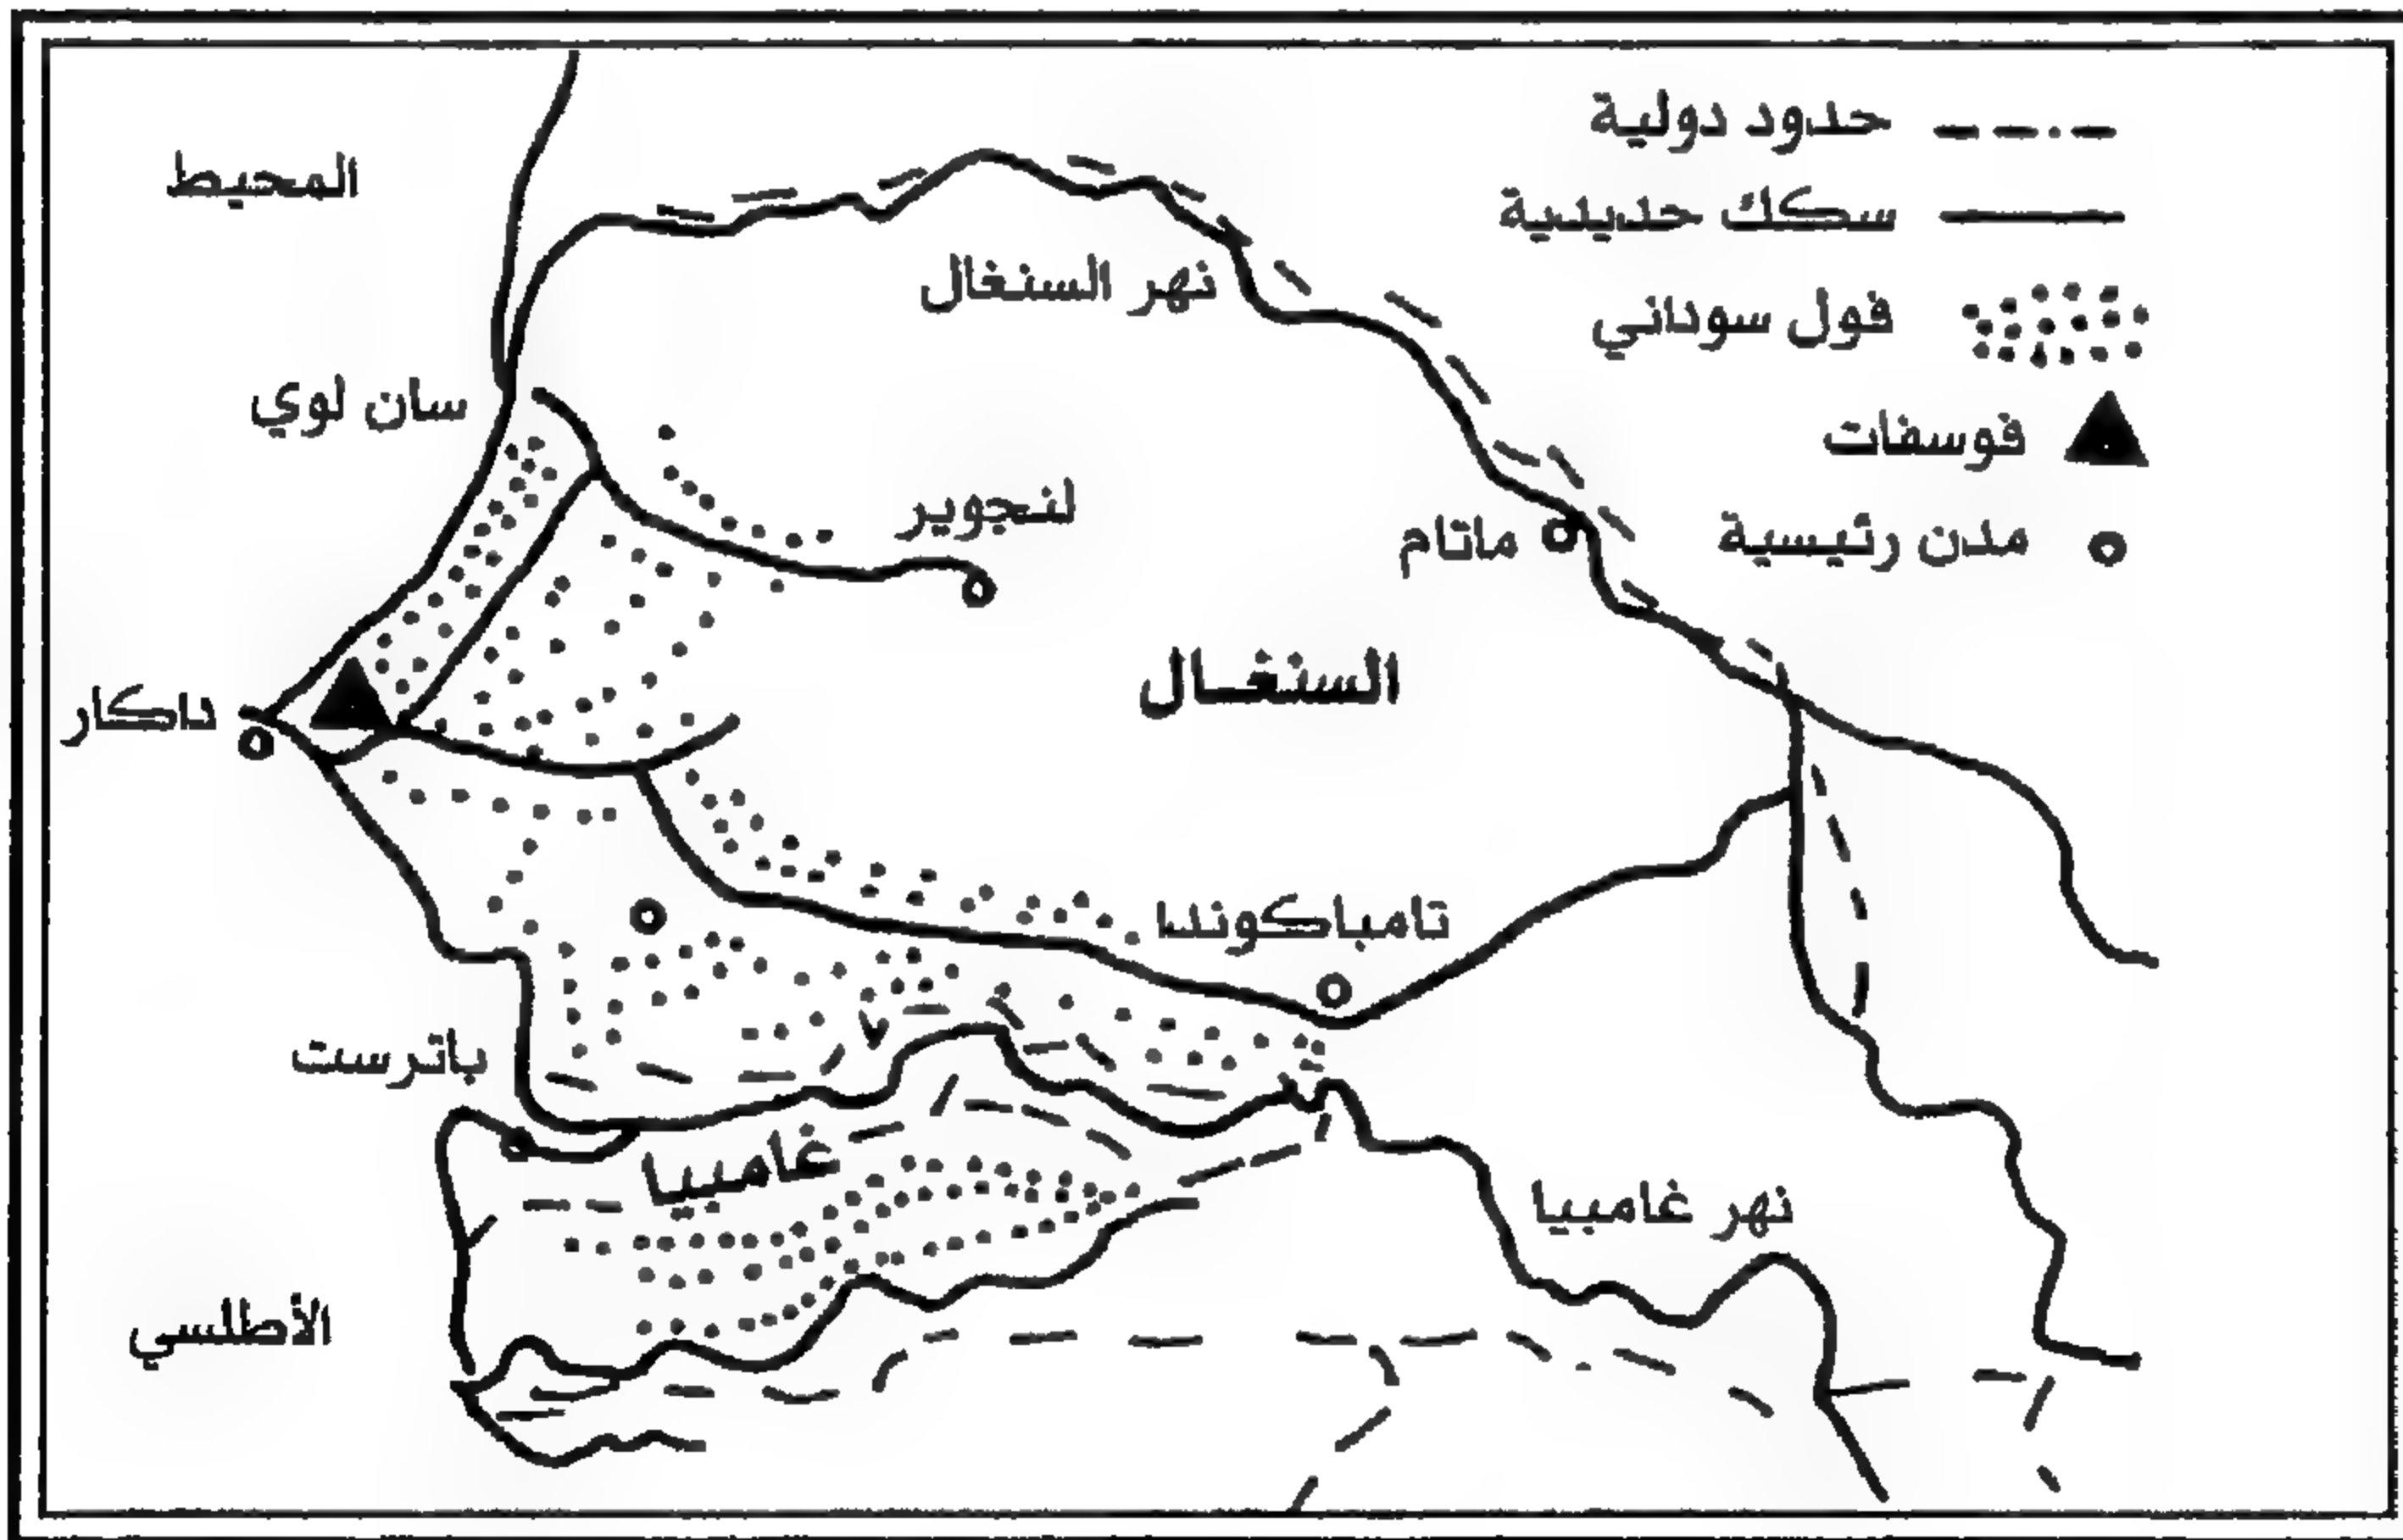 حدود دولية
سكك حديدية
فول سوداني
فوسفات
مدن رئيسية
المحيط
نهر السنغال
سان لوي
لنجوير
ماتام
السنغال
داكار
تامباكوندا
باثرست
غامبيا
نهر غامبيا
الأطلسي